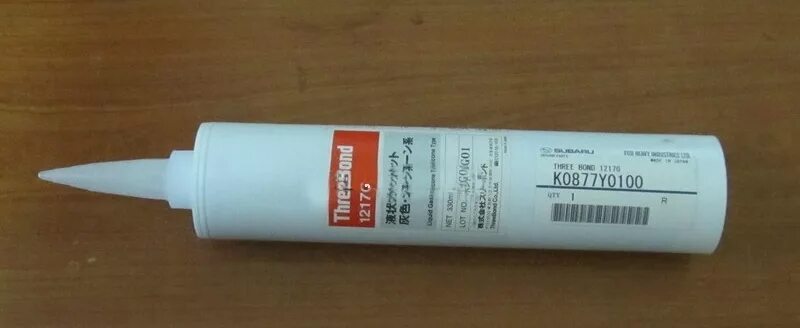 ThreeBond
1217G
液状ガスケット
灰色・シリコーン系
Liquid Gasket Silicone Type
NET 330ml
LOT NO.
株式会社スリーボンド
ThreeBond Co.,Ltd.
SUBARU
FUJI HEAVY INDUSTRIES LTD.
MADE IN JAPAN
THREE BOND 1217G
K0877Y0100
QTY 1